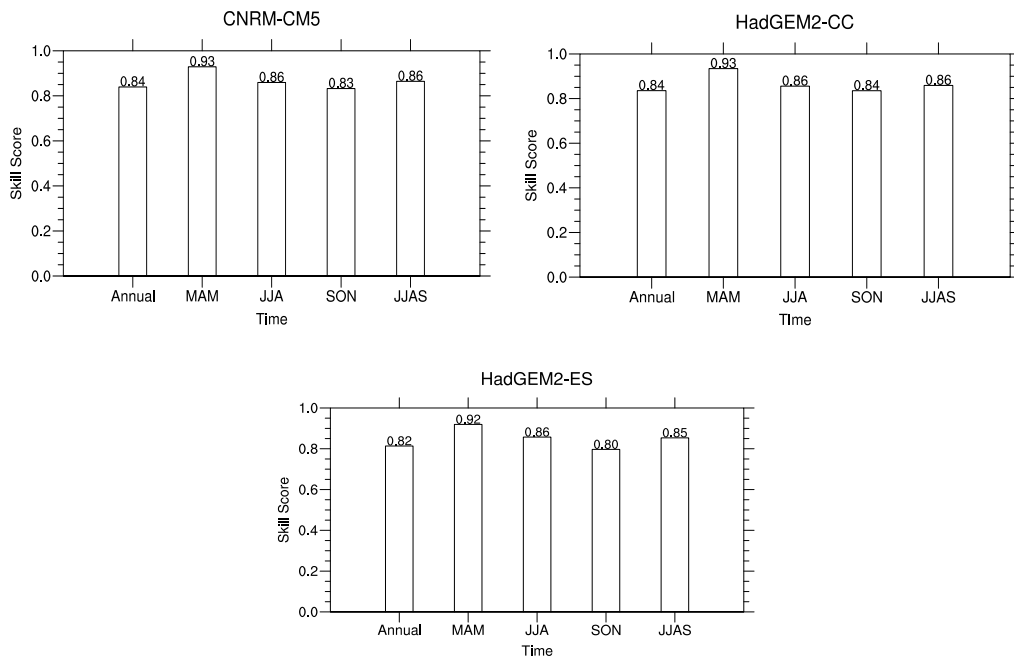 CNRM-CM5
1.0
0.8
0.6
0.4
0.2
0.0
Skill Score
0.84
0.93
0.86
0.83
0.86
Annual MAM JJA SON JJAS
Time
HadGEM2-CC
1.0
0.8
0.6
0.4
0.2
0.0
Skill Score
0.84
0.93
0.86
0.84
0.86
Annual MAM JJA SON JJAS
TIme
HadGEM2-ES
1.0
0.8
0.6
0.4
0.2
0.0
Skill Score
0.82
0.92
0.86
0.80
0.85
Annual MAM JJA SON JJAS
Time